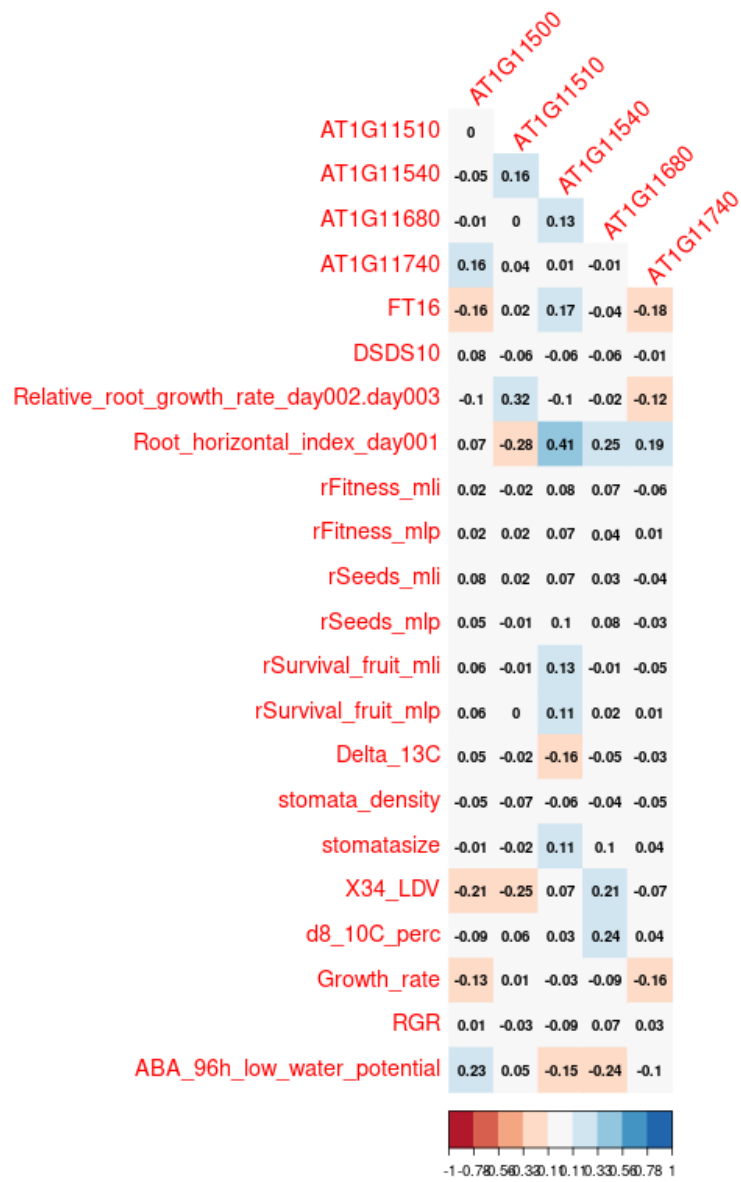 AT1G11500
AT1G11510
AT1G11540
AT1G11680
AT1G11740
AT1G11510 0
AT1G11540 -0.05 0.16
AT1G11680 -0.01 0 0.13
AT1G11740 0.16 0.04 0.01 -0.01
FT16 -0.16 0.02 0.17 -0.04 -0.18
DSDS10 0.08 -0.06 -0.06 -0.06 -0.01
Relative_root_growth_rate_day002.day003 -0.1 0.32 -0.1 -0.02 -0.12
Root_horizontal_index_day001 0.07 -0.28 0.41 0.25 0.19
rFitness_mli 0.02 -0.02 0.08 0.07 -0.06
rFitness_mlp 0.02 0.02 0.07 0.04 0.01
rSeeds_mli 0.08 0.02 0.07 0.03 -0.04
rSeeds_mlp 0.05 -0.01 0.1 0.08 -0.03
rSurvival_fruit_mli 0.06 -0.01 0.13 -0.01 -0.05
rSurvival_fruit_mlp 0.06 0 0.11 0.02 0.01
Delta_13C 0.05 -0.02 -0.16 -0.05 -0.03
stomata_density -0.05 -0.07 -0.06 -0.04 -0.05
stomatasize -0.01 -0.02 0.11 0.1 0.04
X34_LDV -0.21 -0.25 0.07 0.21 -0.07
d8_10C_perc -0.09 0.06 0.03 0.24 0.04
Growth_rate -0.13 0.01 -0.03 -0.09 -0.16
RGR 0.01 -0.03 -0.09 0.07 0.03
ABA_96h_low_water_potential 0.23 0.05 -0.15 -0.24 -0.1
-1 -0.78 -0.56 -0.33 -0.11 0.11 0.33 0.56 0.78 1